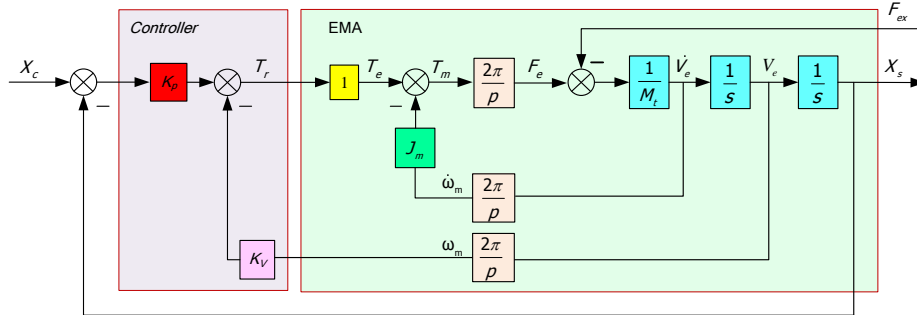 Controller
EMA
F_ex
X_c
K_p
T_r
1
T_e
T_m
2π/p
F_e
1/M_t
V̇_e
1/s
V_e
1/s
X_s
J_m
ω̇_m
2π/p
K_V
ω_m
2π/p